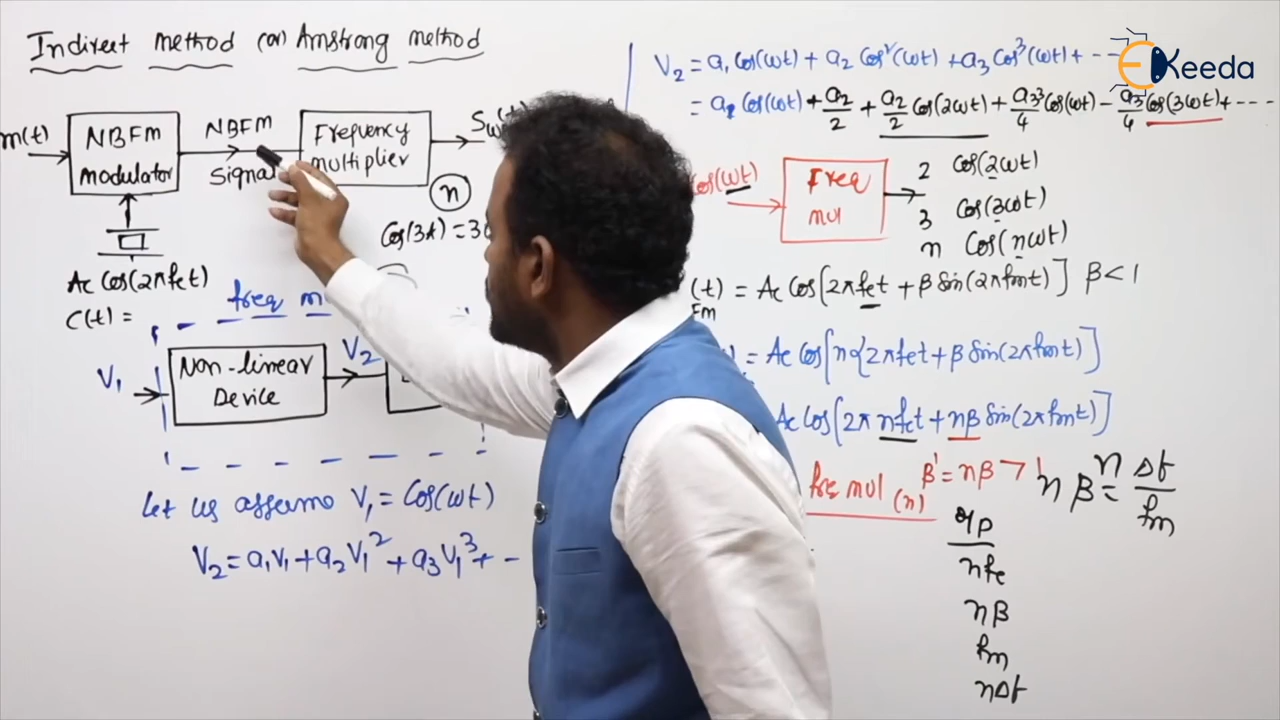 Indirect method (or) Amstrong method
m(t)
NBFM modulator
NBFM signal
Frequency multiplier
n
Ac Cos(2πfct)
C(t) =
Cos(3A) = 3
freq m
V1
Non-linear Device
V2
Let us assume V1 = Cos(ωt)
V2 = a1V1 + a2V1^2 + a3V1^3 + - 
EKeeda
V2 = a1 Cos(ωt) + a2 Cos^2(ωt) + a3 Cos^3(ωt) + ---
= a1 Cos(ωt) + a2/2 + a2/2 Cos(2ωt) + a3 3/4 Cos(ωt) - a3/4 Cos(3ωt) + ----
Cos(ωt)
Freq mul
2 Cos(2ωt)
3 Cos(3ωt)
n Cos(nωt)
(t) = Ac Cos[2πfct + β Sin(2πfmt)] β < 1
Fm
= Ac Cos[n{2πfct + β Sin(2πfmt)]
Ac Cos[2π nfct + nβ Sin(2πfmt)]
fre mul (n)
β' = nβ > 1
nβ = n Δf/fm
o/p
nfc
nβ
fm
nΔf